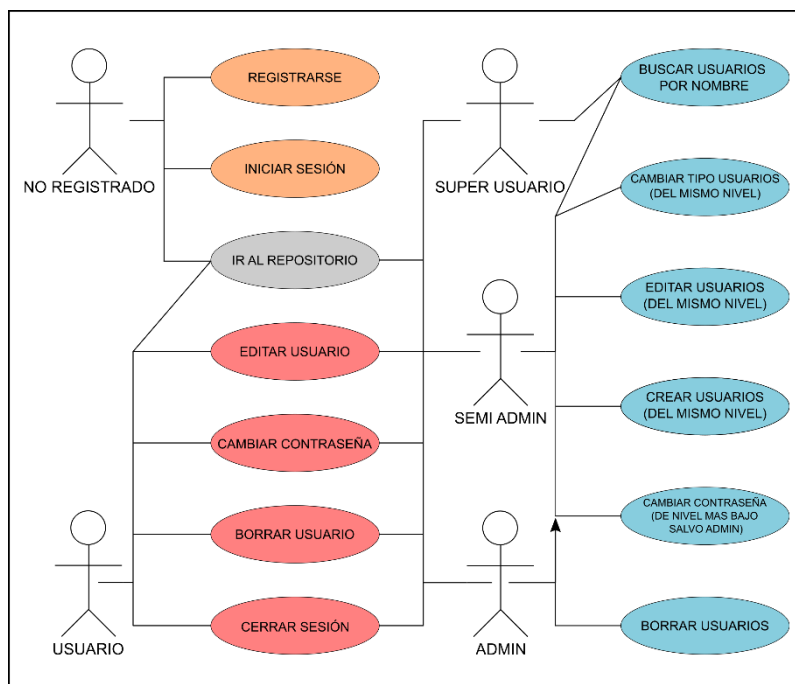 REGISTRARSE
INICIAR SESIÓN
NO REGISTRADO
IR AL REPOSITORIO
EDITAR USUARIO
CAMBIAR CONTRASEÑA
BORRAR USUARIO
CERRAR SESIÓN
USUARIO
SUPER USUARIO
SEMI ADMIN
ADMIN
BUSCAR USUARIOS
POR NOMBRE
CAMBIAR TIPO USUARIOS
(DEL MISMO NIVEL)
EDITAR USUARIOS
(DEL MISMO NIVEL)
CREAR USUARIOS
(DEL MISMO NIVEL)
CAMBIAR CONTRASEÑA
(DE NIVEL MAS BAJO
SALVO ADMIN)
BORRAR USUARIOS